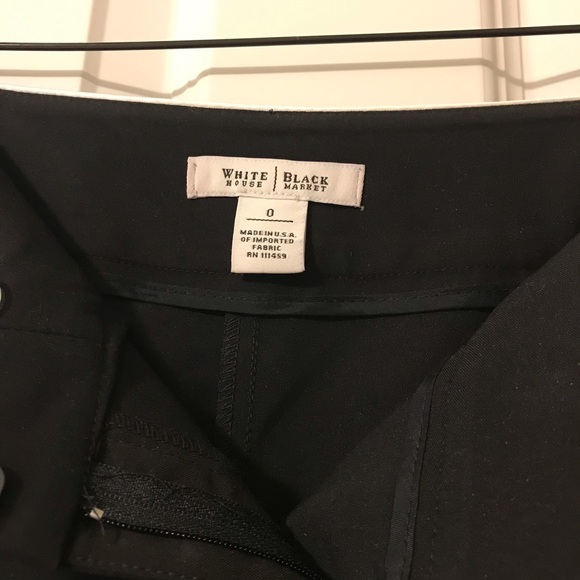 WHITE | BLACK
HOUSE | MARKET
0
MADE IN U.S.A.
OF IMPORTED
FABRIC
RN 111459